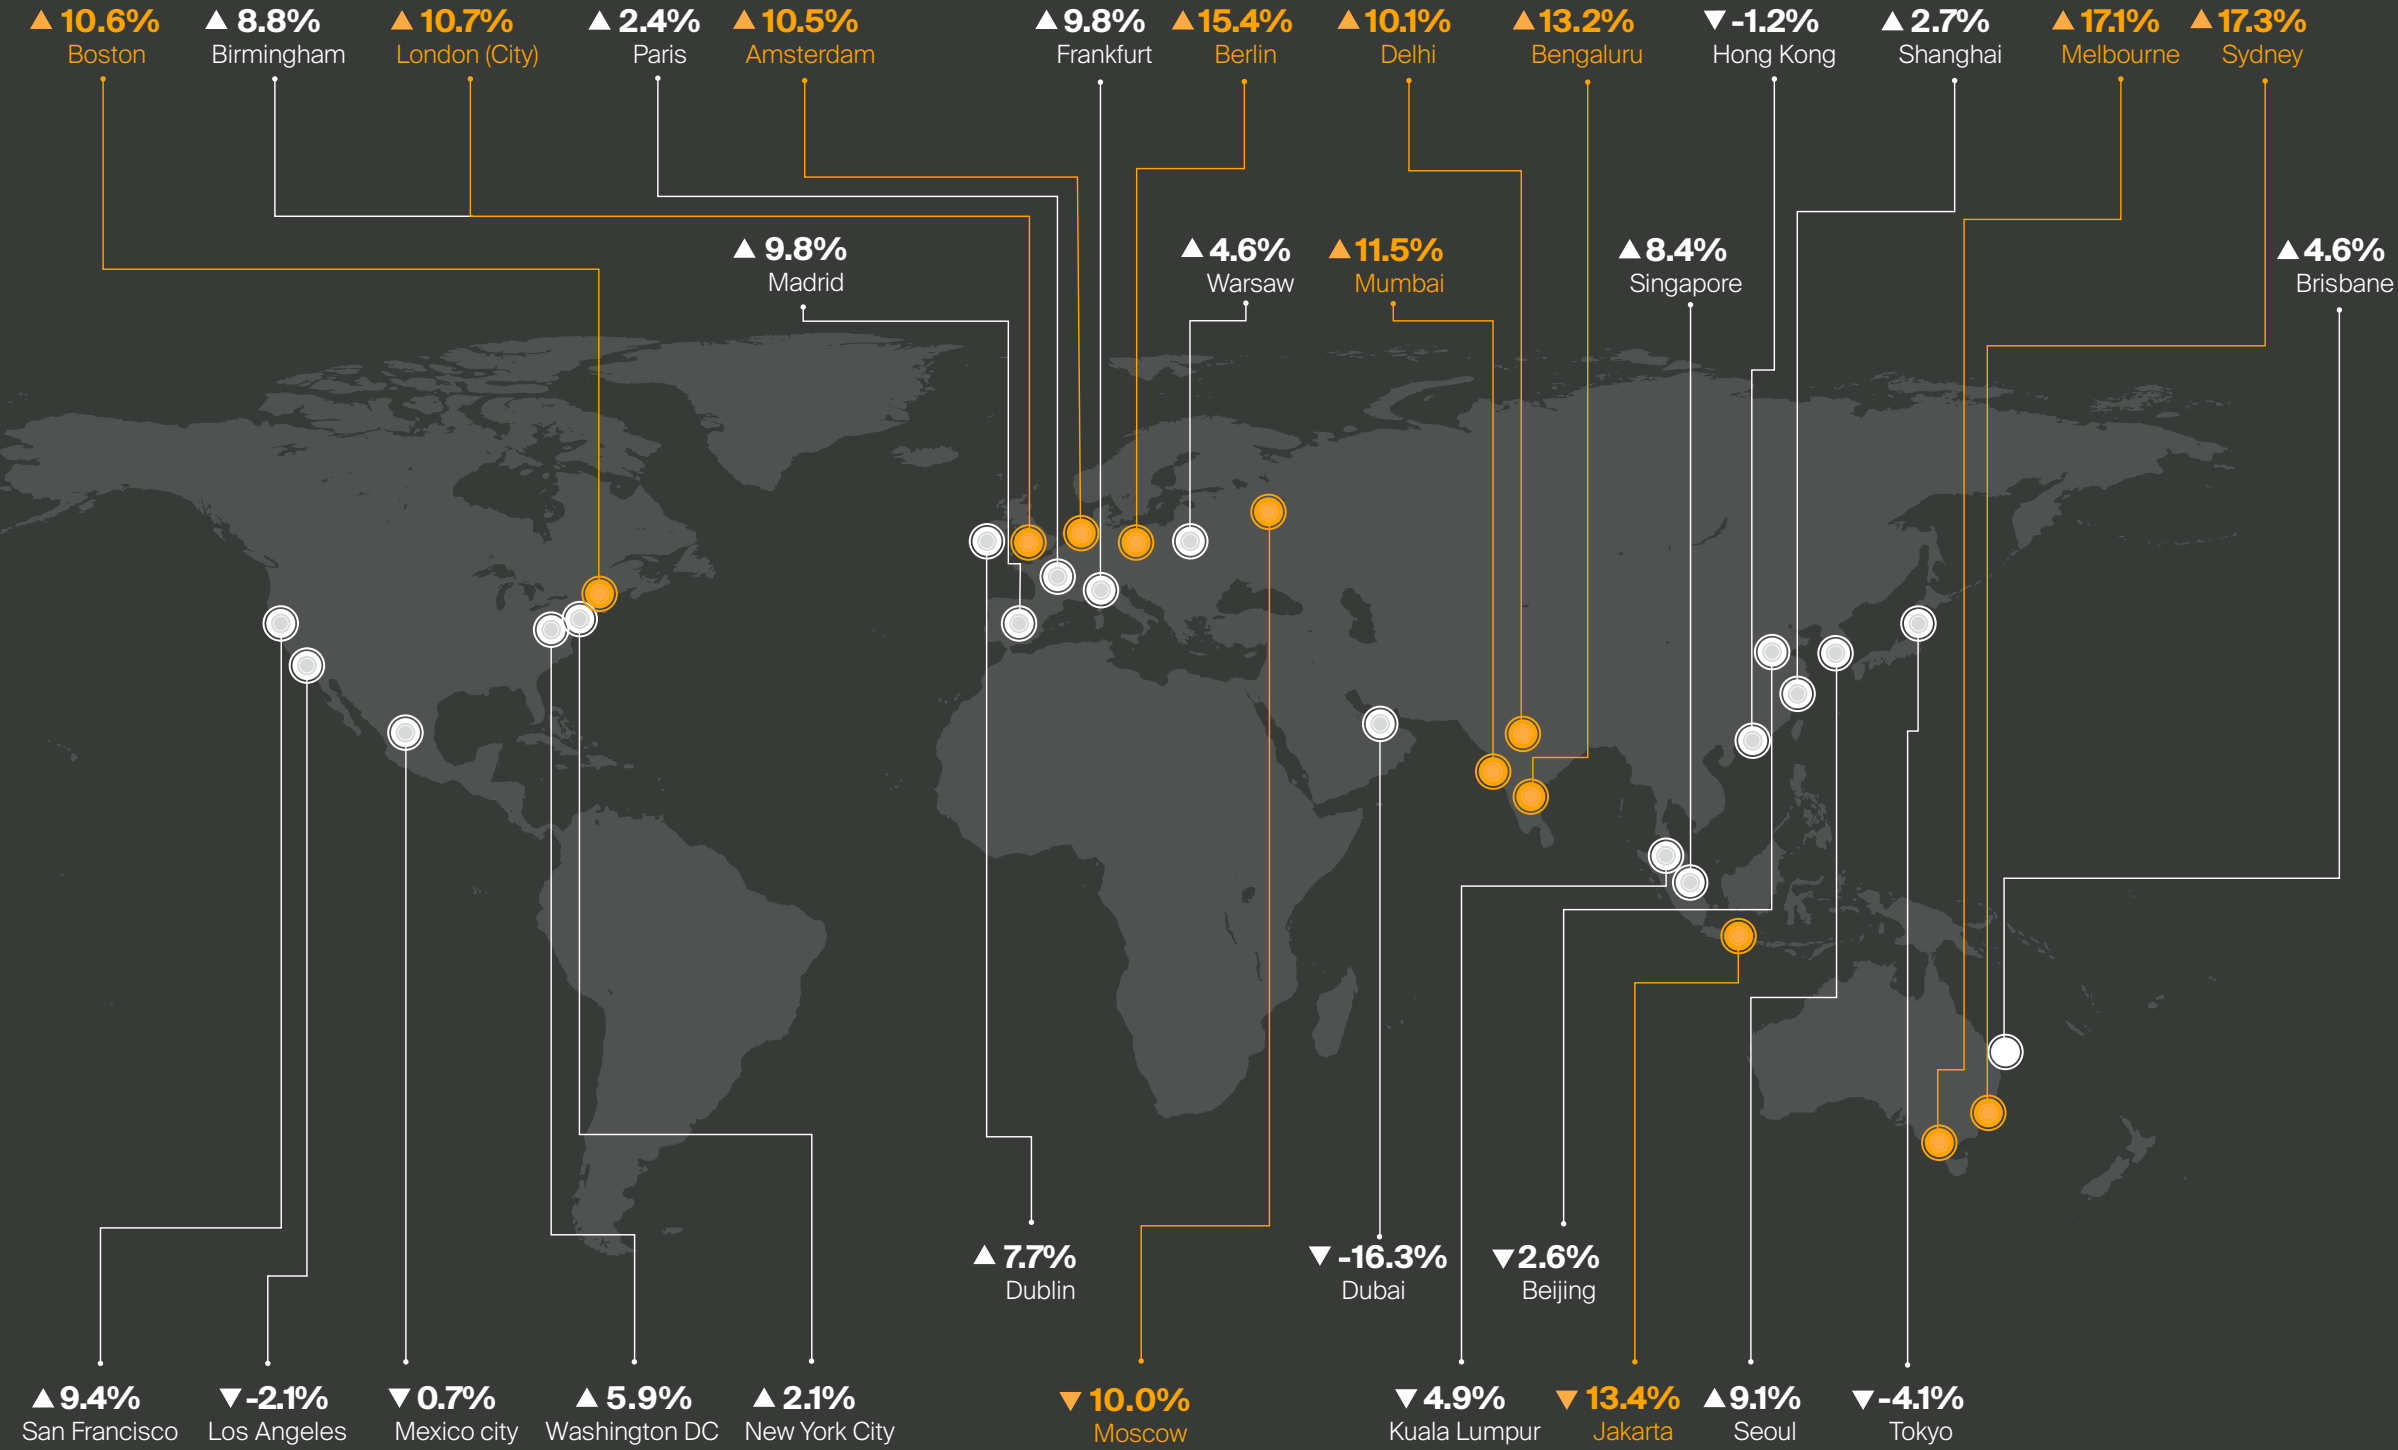 ▲ 10.6%
Boston
▲ 8.8%
Birmingham
▲ 10.7%
London (City)
▲ 2.4%
Paris
▲ 10.5%
Amsterdam
▲ 9.8%
Frankfurt
▲ 15.4%
Berlin
▲ 10.1%
Delhi
▲ 13.2%
Bengaluru
▼ -1.2%
Hong Kong
▲ 2.7%
Shanghai
▲ 17.1%
Melbourne
▲ 17.3%
Sydney
▲ 9.8%
Madrid
▲ 4.6%
Warsaw
▲ 11.5%
Mumbai
▲ 8.4%
Singapore
▲ 4.6%
Brisbane
▲ 7.7%
Dublin
▼ -16.3%
Dubai
▼ 2.6%
Beijing
▲ 9.4%
San Francisco
▼ -2.1%
Los Angeles
▼ 0.7%
Mexico city
▲ 5.9%
Washington DC
▲ 2.1%
New York City
▼ 10.0%
Moscow
▼ 4.9%
Kuala Lumpur
▼ 13.4%
Jakarta
▲ 9.1%
Seoul
▼ -4.1%
Tokyo